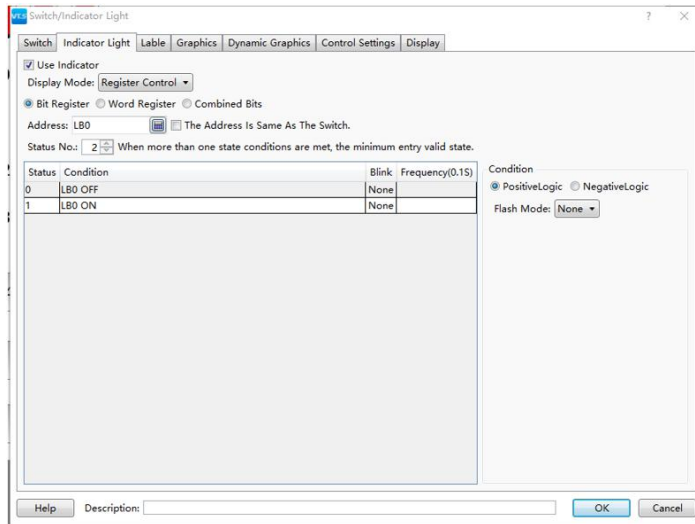 VI.S Switch/Indicator Light
Switch Indicator Light Lable Graphics Dynamic Graphics Control Settings Display
Use Indicator
Display Mode: Register Control
Bit Register Word Register Combined Bits
Address: LB0 The Address Is Same As The Switch.
Status No.: 2 When more than one state conditions are met, the minimum entry valid state.
Status Condition Blink Frequency(0.1S)
0 LB0 OFF None
1 LB0 ON None
Condition
PositiveLogic NegativeLogic
Flash Mode: None
Help Description: OK Cancel